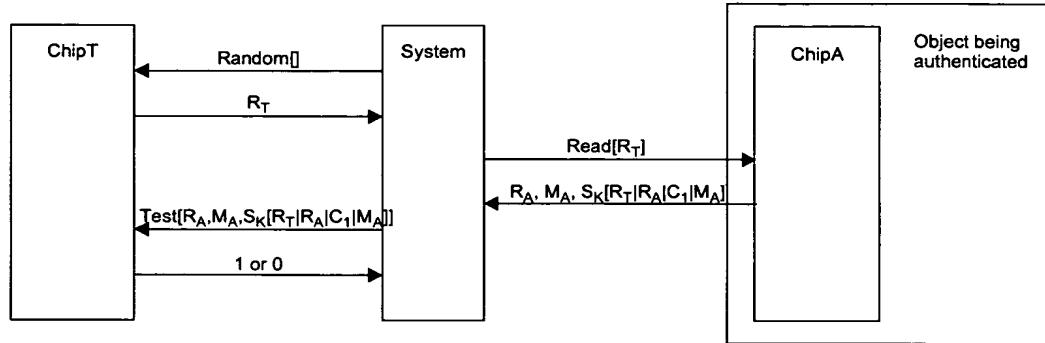 ChipT
System
ChipA
Object being
authenticated
Random[]
R_T
Read[R_T]
R_A, M_A, S_K[R_T|R_A|C_1|M_A]
Test[R_A,M_A,S_K[R_T|R_A|C_1|M_A]]
1 or 0